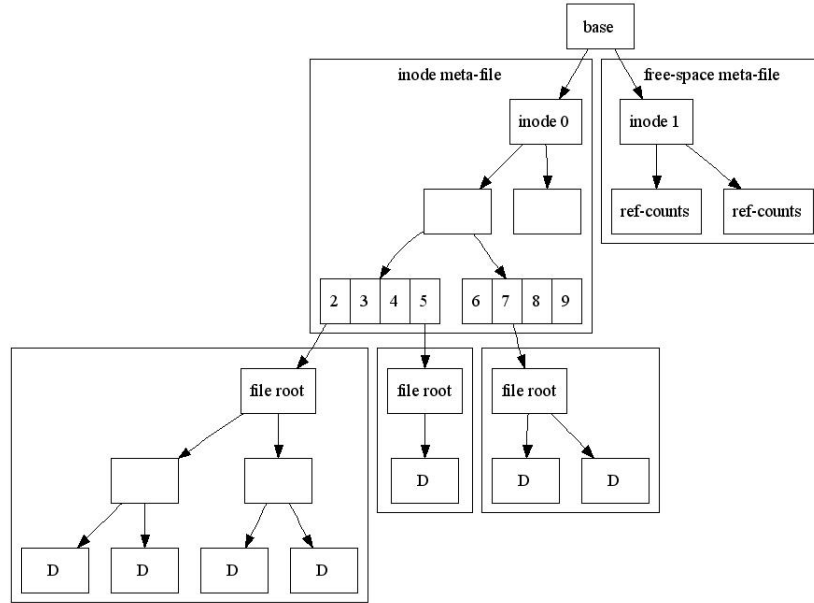 base
inode meta-file
free-space meta-file
inode 0
inode 1
ref-counts
ref-counts
2 3 4 5
6 7 8 9
file root
file root
file root
D
D
D
D
D
D
D